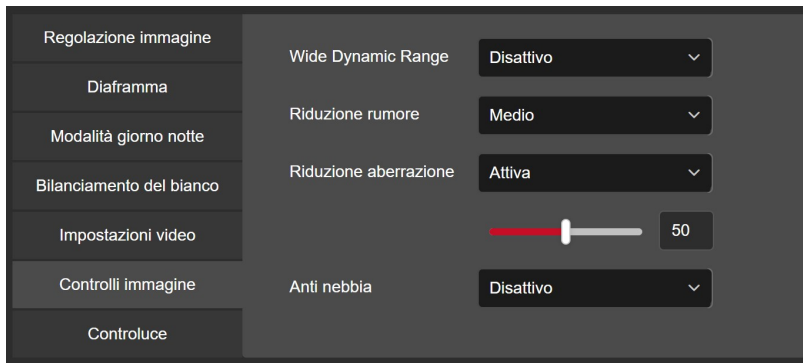 Regolazione immagine
Diaframma
Modalità giorno notte
Bilanciamento del bianco
Impostazioni video
Controlli immagine
Controluce
Wide Dynamic Range Disattivo
Riduzione rumore Medio
Riduzione aberrazione Attiva
50
Anti nebbia Disattivo